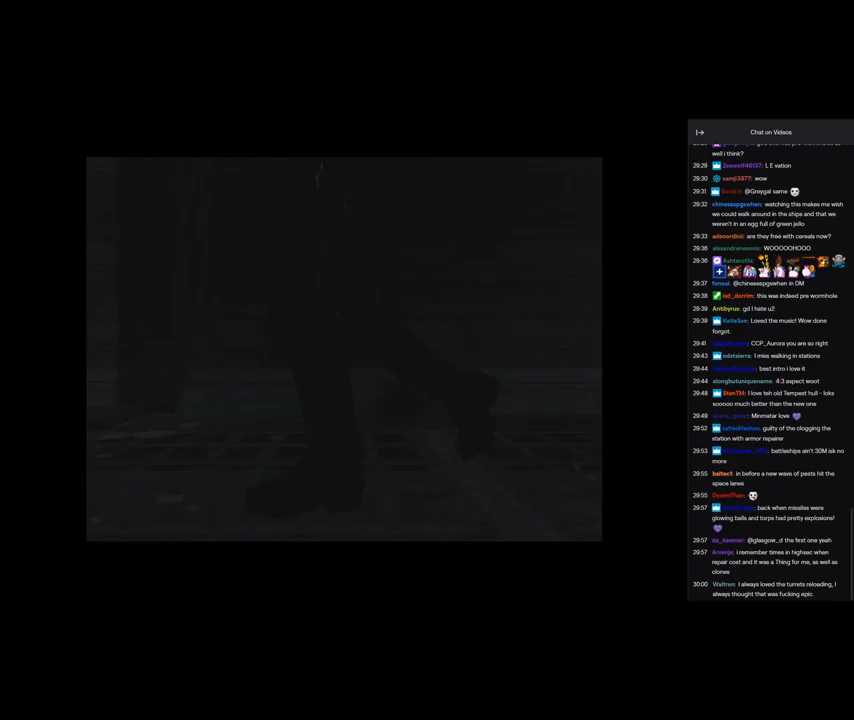 Chat on Videos
well i think?
29:29 Zeewolf46137: L E vation
29:30 samji3877: wow
29:31 @Greygal same
29:32 chinesespgswhen: watching this makes me wish
we could walk around in the ships and that we
weren't in an egg full of green jello
29:33 adenordinii: are they free with cereals now?
29:36 alexandrenesovic: WOOOOOHOOO
29:36 Ashterothi:
29:37 fonsui: @chinesespgswhen in DM
29:38 isd_dorrim: this was indeed pre wormhole
29:39 Antibyrus: gd I hate u2
29:39 KelteSen: Loved the music! Wow done
forgot.
29:41 CCP_Aurora you are so right
29:43 odstsierra: I miss walking in stations
29:44 best intro i love it
29:44 alongbutuniquename: 4:3 aspect woot
29:48 StanTM: I love teh old Tempest hull - loks
sooooo much better than the new one
29:49 Minmatar love
29:52 saltedHashes: guilty of the clogging the
station with armor repairer
29:53 battleships ain't 30M isk no
more
29:55 baltec1: in before a new wave of pests hit the
space lanes
29:55
29:57 back when missiles were
glowing balls and torps had pretty explosions!
29:57 da_keemer: @glasgow_d the first one yeah
29:57 Arvenja: i remember times in highsec when
repair cost and it was a Thing for me, as well as
clones
30:00 Waltren: I always loved the turrets reloading, I
always thought that was fucking epic.